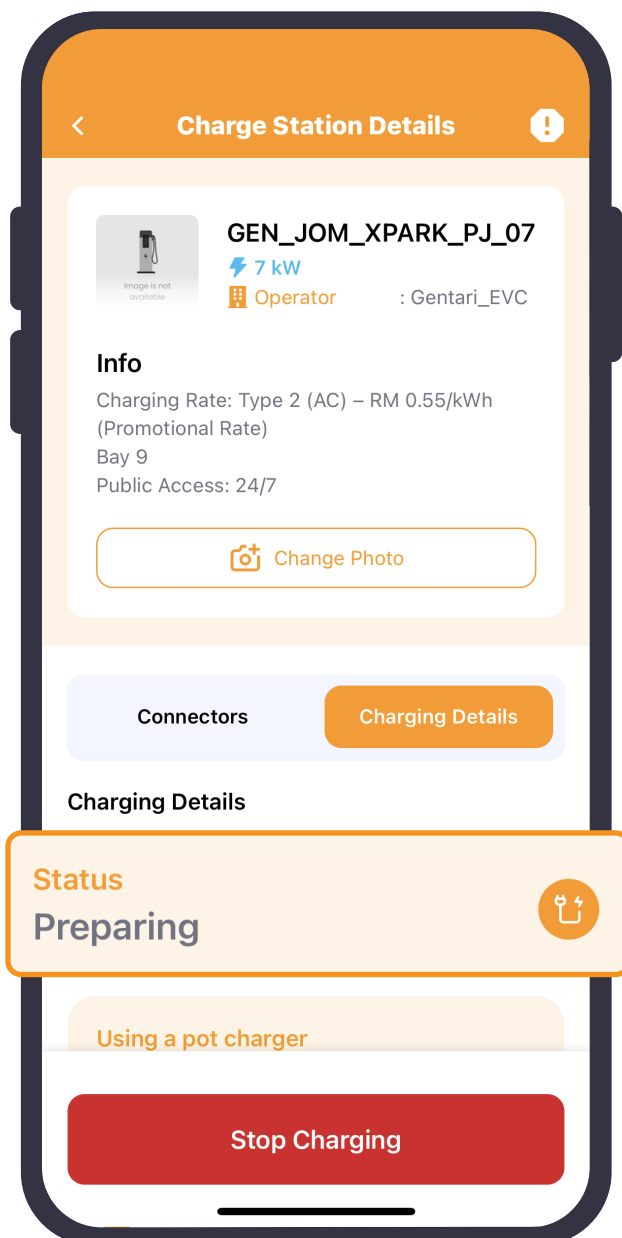 Charge Station Details
GEN_JOM_XPARK_PJ_07
7 kW
Operator : Gentari_EVC
Image is not
available
Info
Charging Rate: Type 2 (AC) – RM 0.55/kWh
(Promotional Rate)
Bay 9
Public Access: 24/7
Change Photo
Connectors
Charging Details
Charging Details
Status
Preparing
Using a pot charger
Stop Charging